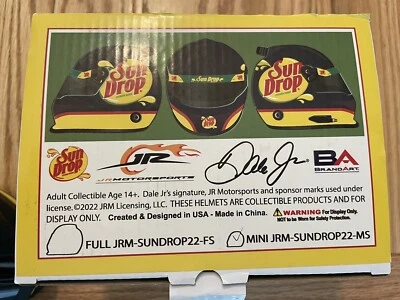 Sun
Drop
Sun Drop
Sun
Drop
Sun
Drop
JR
JRMOTORSPORTS
Dale Jr.
BA
BRANDART
Adult Collectible Age 14+. Dale Jr's signature, JR Motorsports and sponsor marks used under
license. ©2022 JRM Licensing, LLC. THESE HELMETS ARE COLLECTIBLE PRODUCTS AND FOR
DISPLAY ONLY. Created & Designed in USA - Made in China. WARNING For Display Only.
NOT to be Worn for Safety Protection.
FULL JRM-SUNDROP22-FS
MINI JRM-SUNDROP22-MS